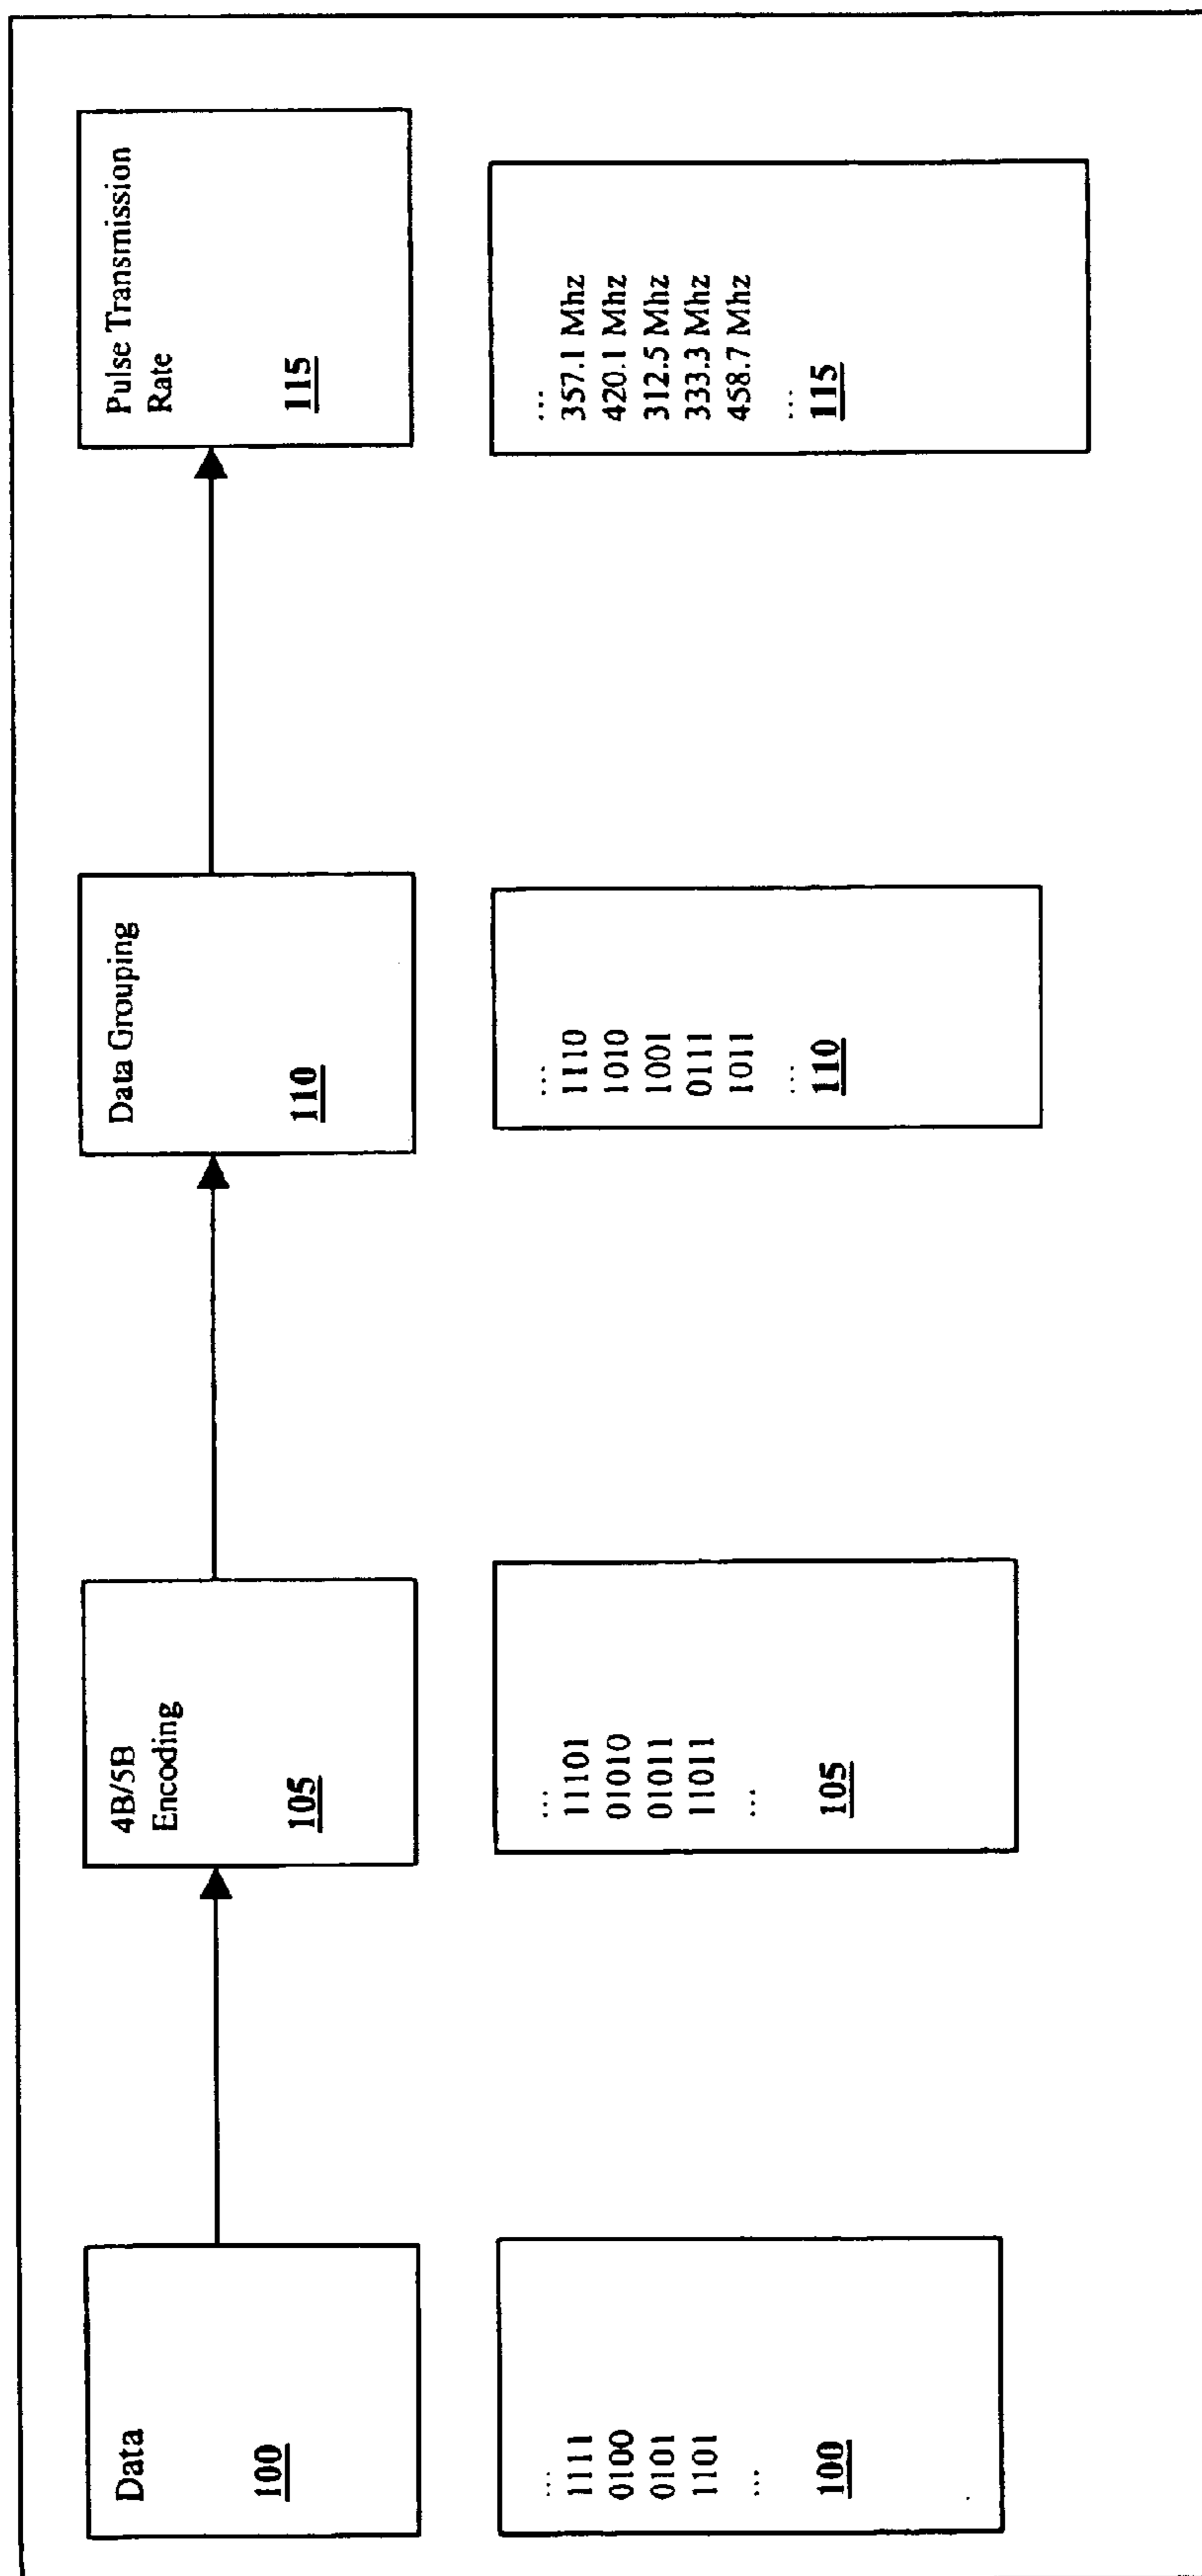 Data
100
4B/5B
Encoding
105
Data Grouping
110
Pulse Transmission
Rate
115
...
1111
0100
0101
1101
...
100
...
11101
01010
01011
11011
...
105
...
1110
1010
1001
0111
1011
...
110
...
357.1 Mhz
420.1 Mhz
312.5 Mhz
333.3 Mhz
458.7 Mhz
...
115